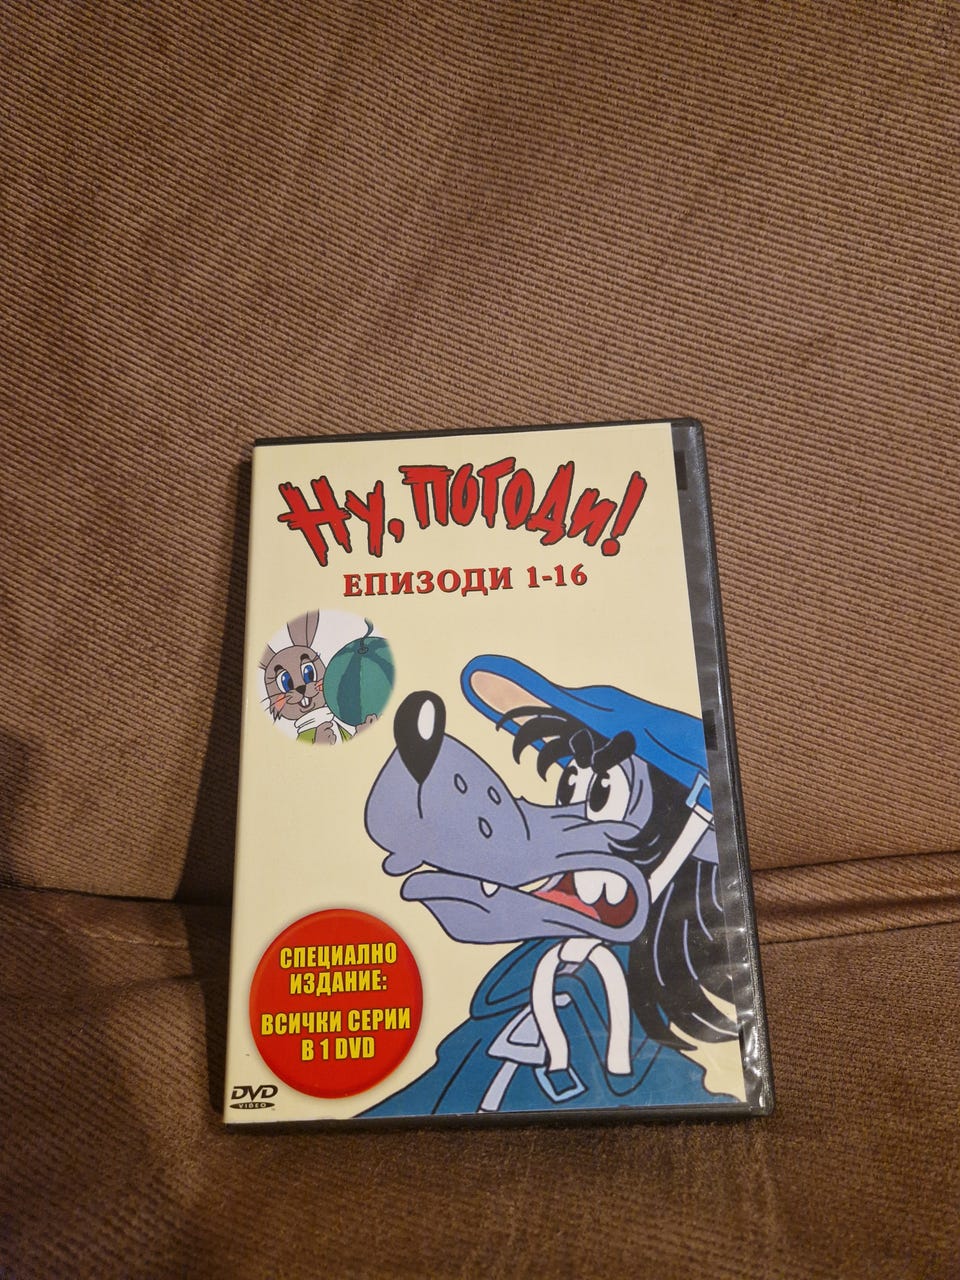 Ну, погоди!
ЕПИЗОДИ 1-16
СПЕЦИАЛНО
ИЗДАНИЕ:
ВСИЧКИ СЕРИИ
В 1 DVD
DVD
VIDEO